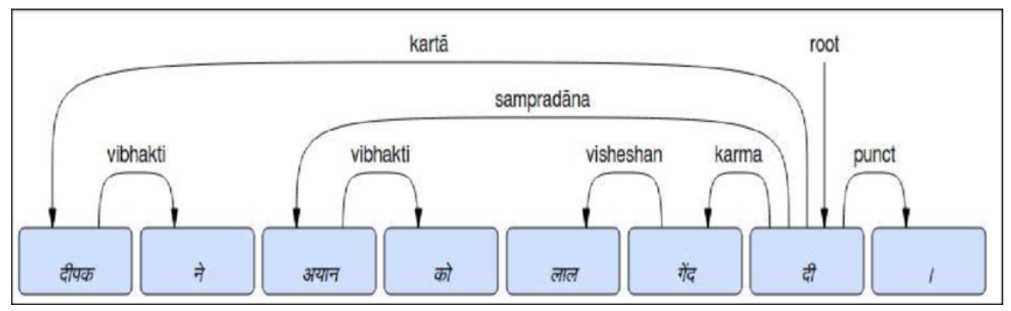 kartā root
sampradāna
vibhakti vibhakti visheshan karma punct
दीपक ने अयान को लाल गेंद दी ।